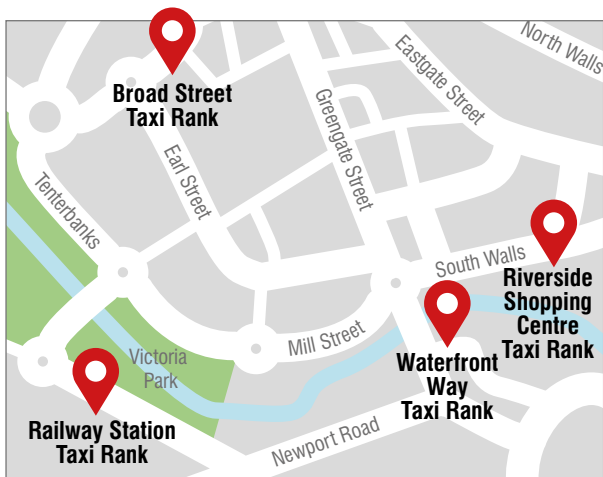 North Walls
Eastgate Street
Broad Street
Taxi Rank
Greengate Street
Earl Street
Tenterbanks
South Walls
Riverside
Shopping
Centre
Taxi Rank
Mill Street
Victoria
Park
Waterfront
Way
Taxi Rank
Railway Station
Taxi Rank
Newport Road